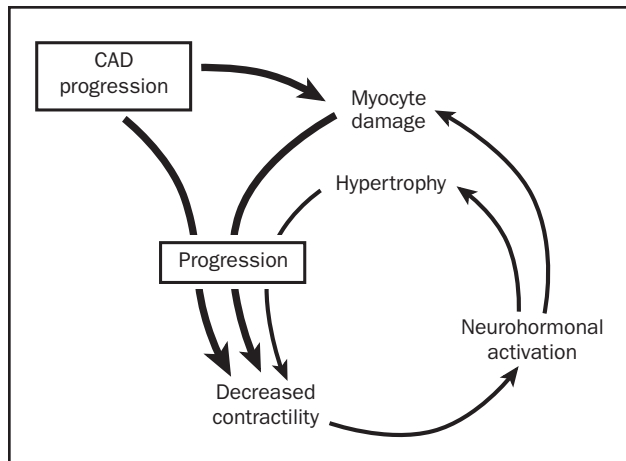 CAD
progression
Myocyte
damage
Hypertrophy
Progression
Neurohormonal
activation
Decreased
contractility